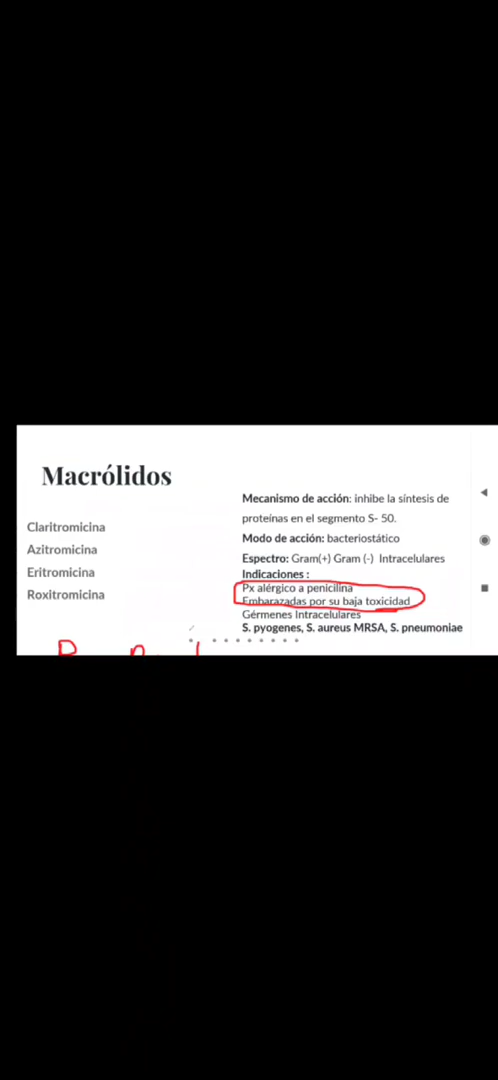 Macrólidos
Claritromicina
Azitromicina
Eritromicina
Roxitromicina
Mecanismo de acción: inhibe la síntesis de
proteínas en el segmento S- 50.
Modo de acción: bacteriostático
Espectro: Gram(+) Gram (-) Intracelulares
Indicaciones :
Px alérgico a penicilina
Embarazadas por su baja toxicidad
Gérmenes Intracelulares
S. pyogenes, S. aureus MRSA, S. pneumoniae